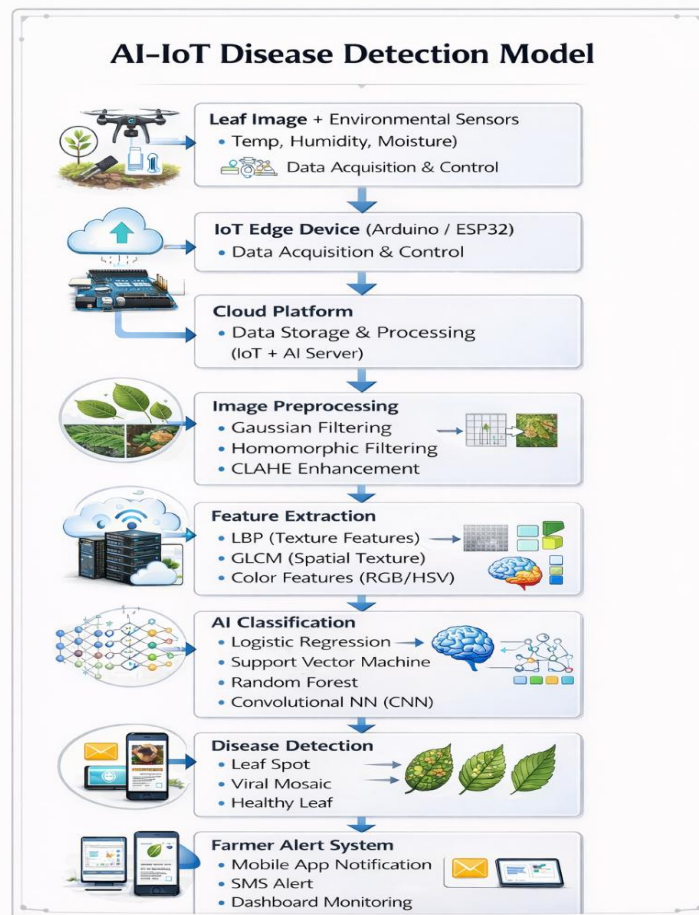 AI–IoT Disease Detection Model
Leaf Image + Environmental Sensors
• Temp, Humidity, Moisture)
Data Acquisition & Control
IoT Edge Device (Arduino / ESP32)
• Data Acquisition & Control
Cloud Platform
• Data Storage & Processing
(IoT + AI Server)
Image Preprocessing
• Gaussian Filtering
• Homomorphic Filtering
• CLAHE Enhancement
Feature Extraction
• LBP (Texture Features)
• GLCM (Spatial Texture)
• Color Features (RGB/HSV)
AI Classification
• Logistic Regression
• Support Vector Machine
• Random Forest
• Convolutional NN (CNN)
Disease Detection
• Leaf Spot
• Viral Mosaic
• Healthy Leaf
Farmer Alert System
• Mobile App Notification
• SMS Alert
• Dashboard Monitoring